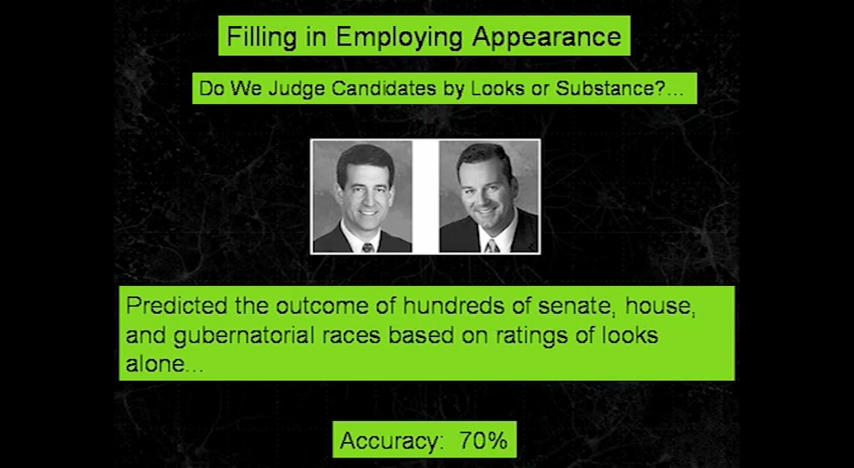 Filling in Employing Appearance
Do We Judge Candidates by Looks or Substance?...
Predicted the outcome of hundreds of senate, house,
and gubernatorial races based on ratings of looks
alone...
Accuracy: 70%